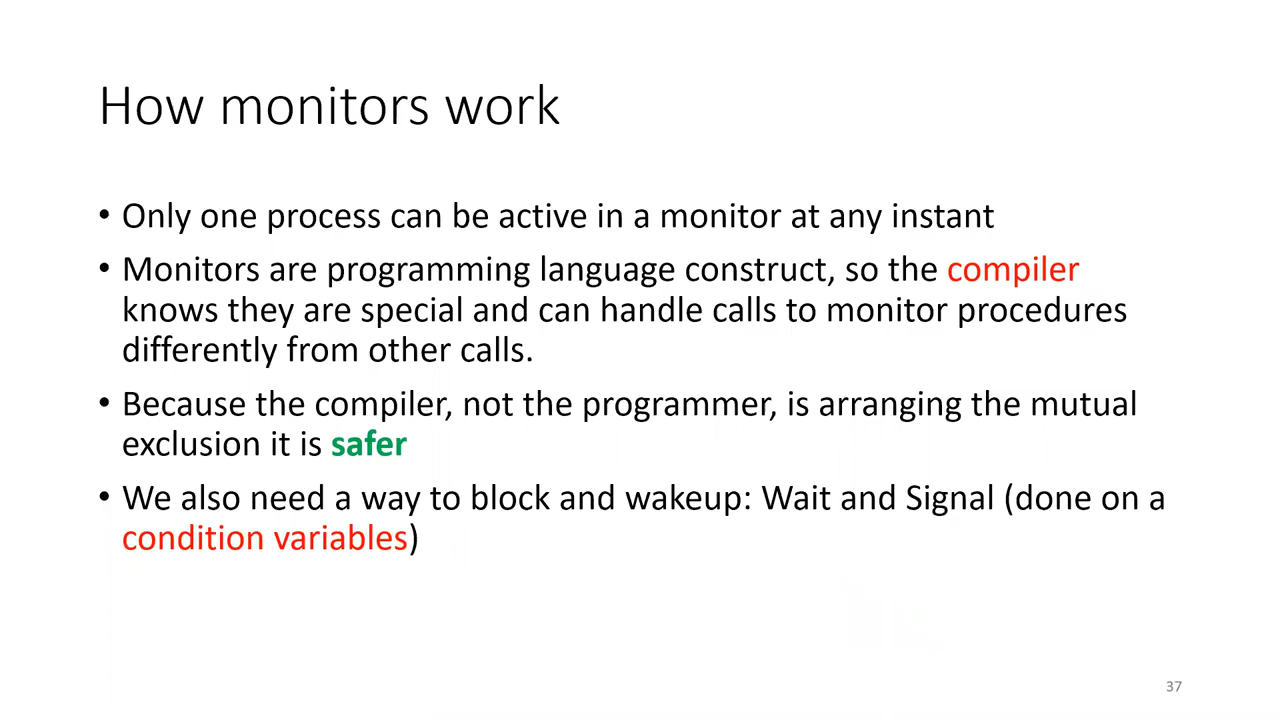 How monitors work
• Only one process can be active in a monitor at any instant
• Monitors are programming language construct, so the compiler
knows they are special and can handle calls to monitor procedures
differently from other calls.
• Because the compiler, not the programmer, is arranging the mutual
exclusion it is safer
• We also need a way to block and wakeup: Wait and Signal (done on a
condition variables)
37